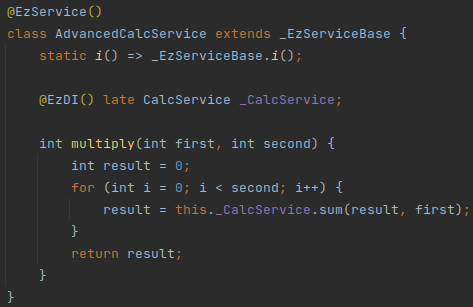 @EzService()
class AdvancedCalcService extends _EzServiceBase {
    static i() => _EzServiceBase.i();

    @EzDI() late CalcService _CalcService;

    int multiply(int first, int second) {
        int result = 0;
        for (int i = 0; i < second; i++) {
            result = this._CalcService.sum(result, first);
        }
        return result;
    }
}